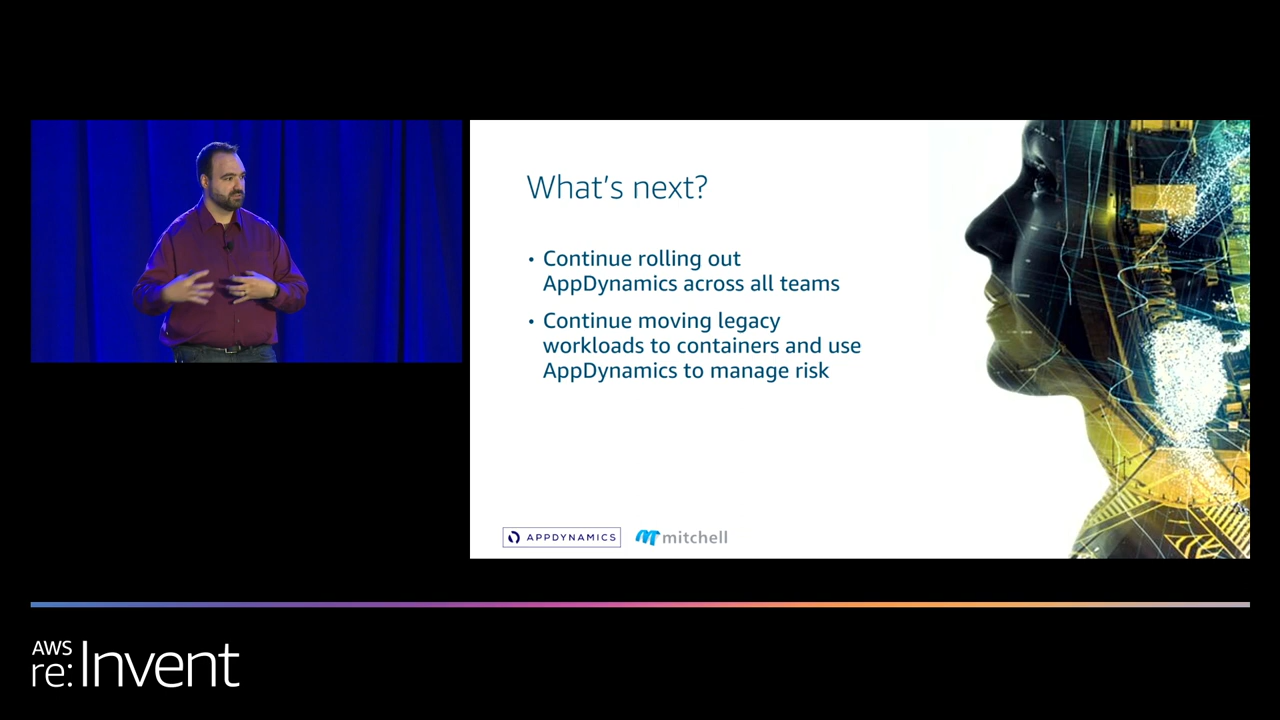 What's next?
• Continue rolling out
AppDynamics across all teams
• Continue moving legacy
workloads to containers and use
AppDynamics to manage risk
APPDYNAMICS
mitchell
AWS
re:Invent